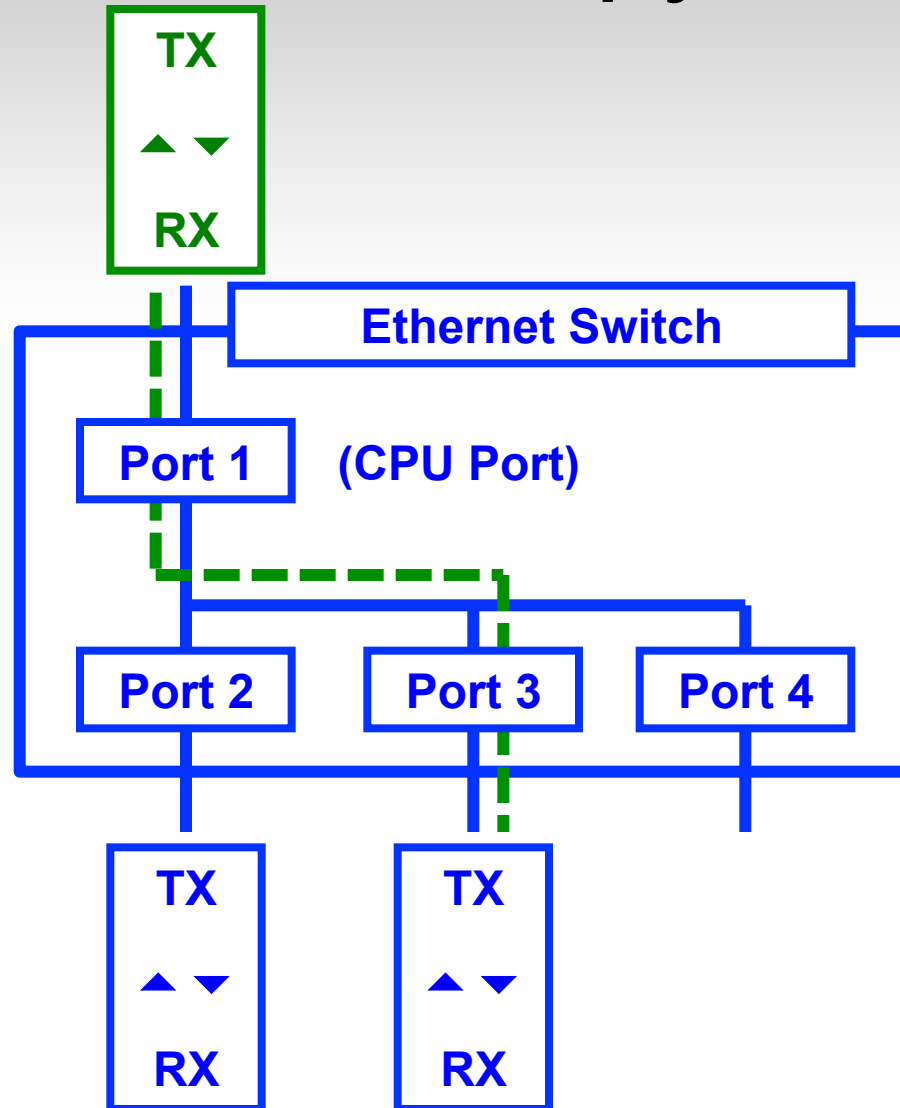 TX
RX
Ethernet Switch
Port 1 (CPU Port)
Port 2 Port 3 Port 4
TX TX
RX RX